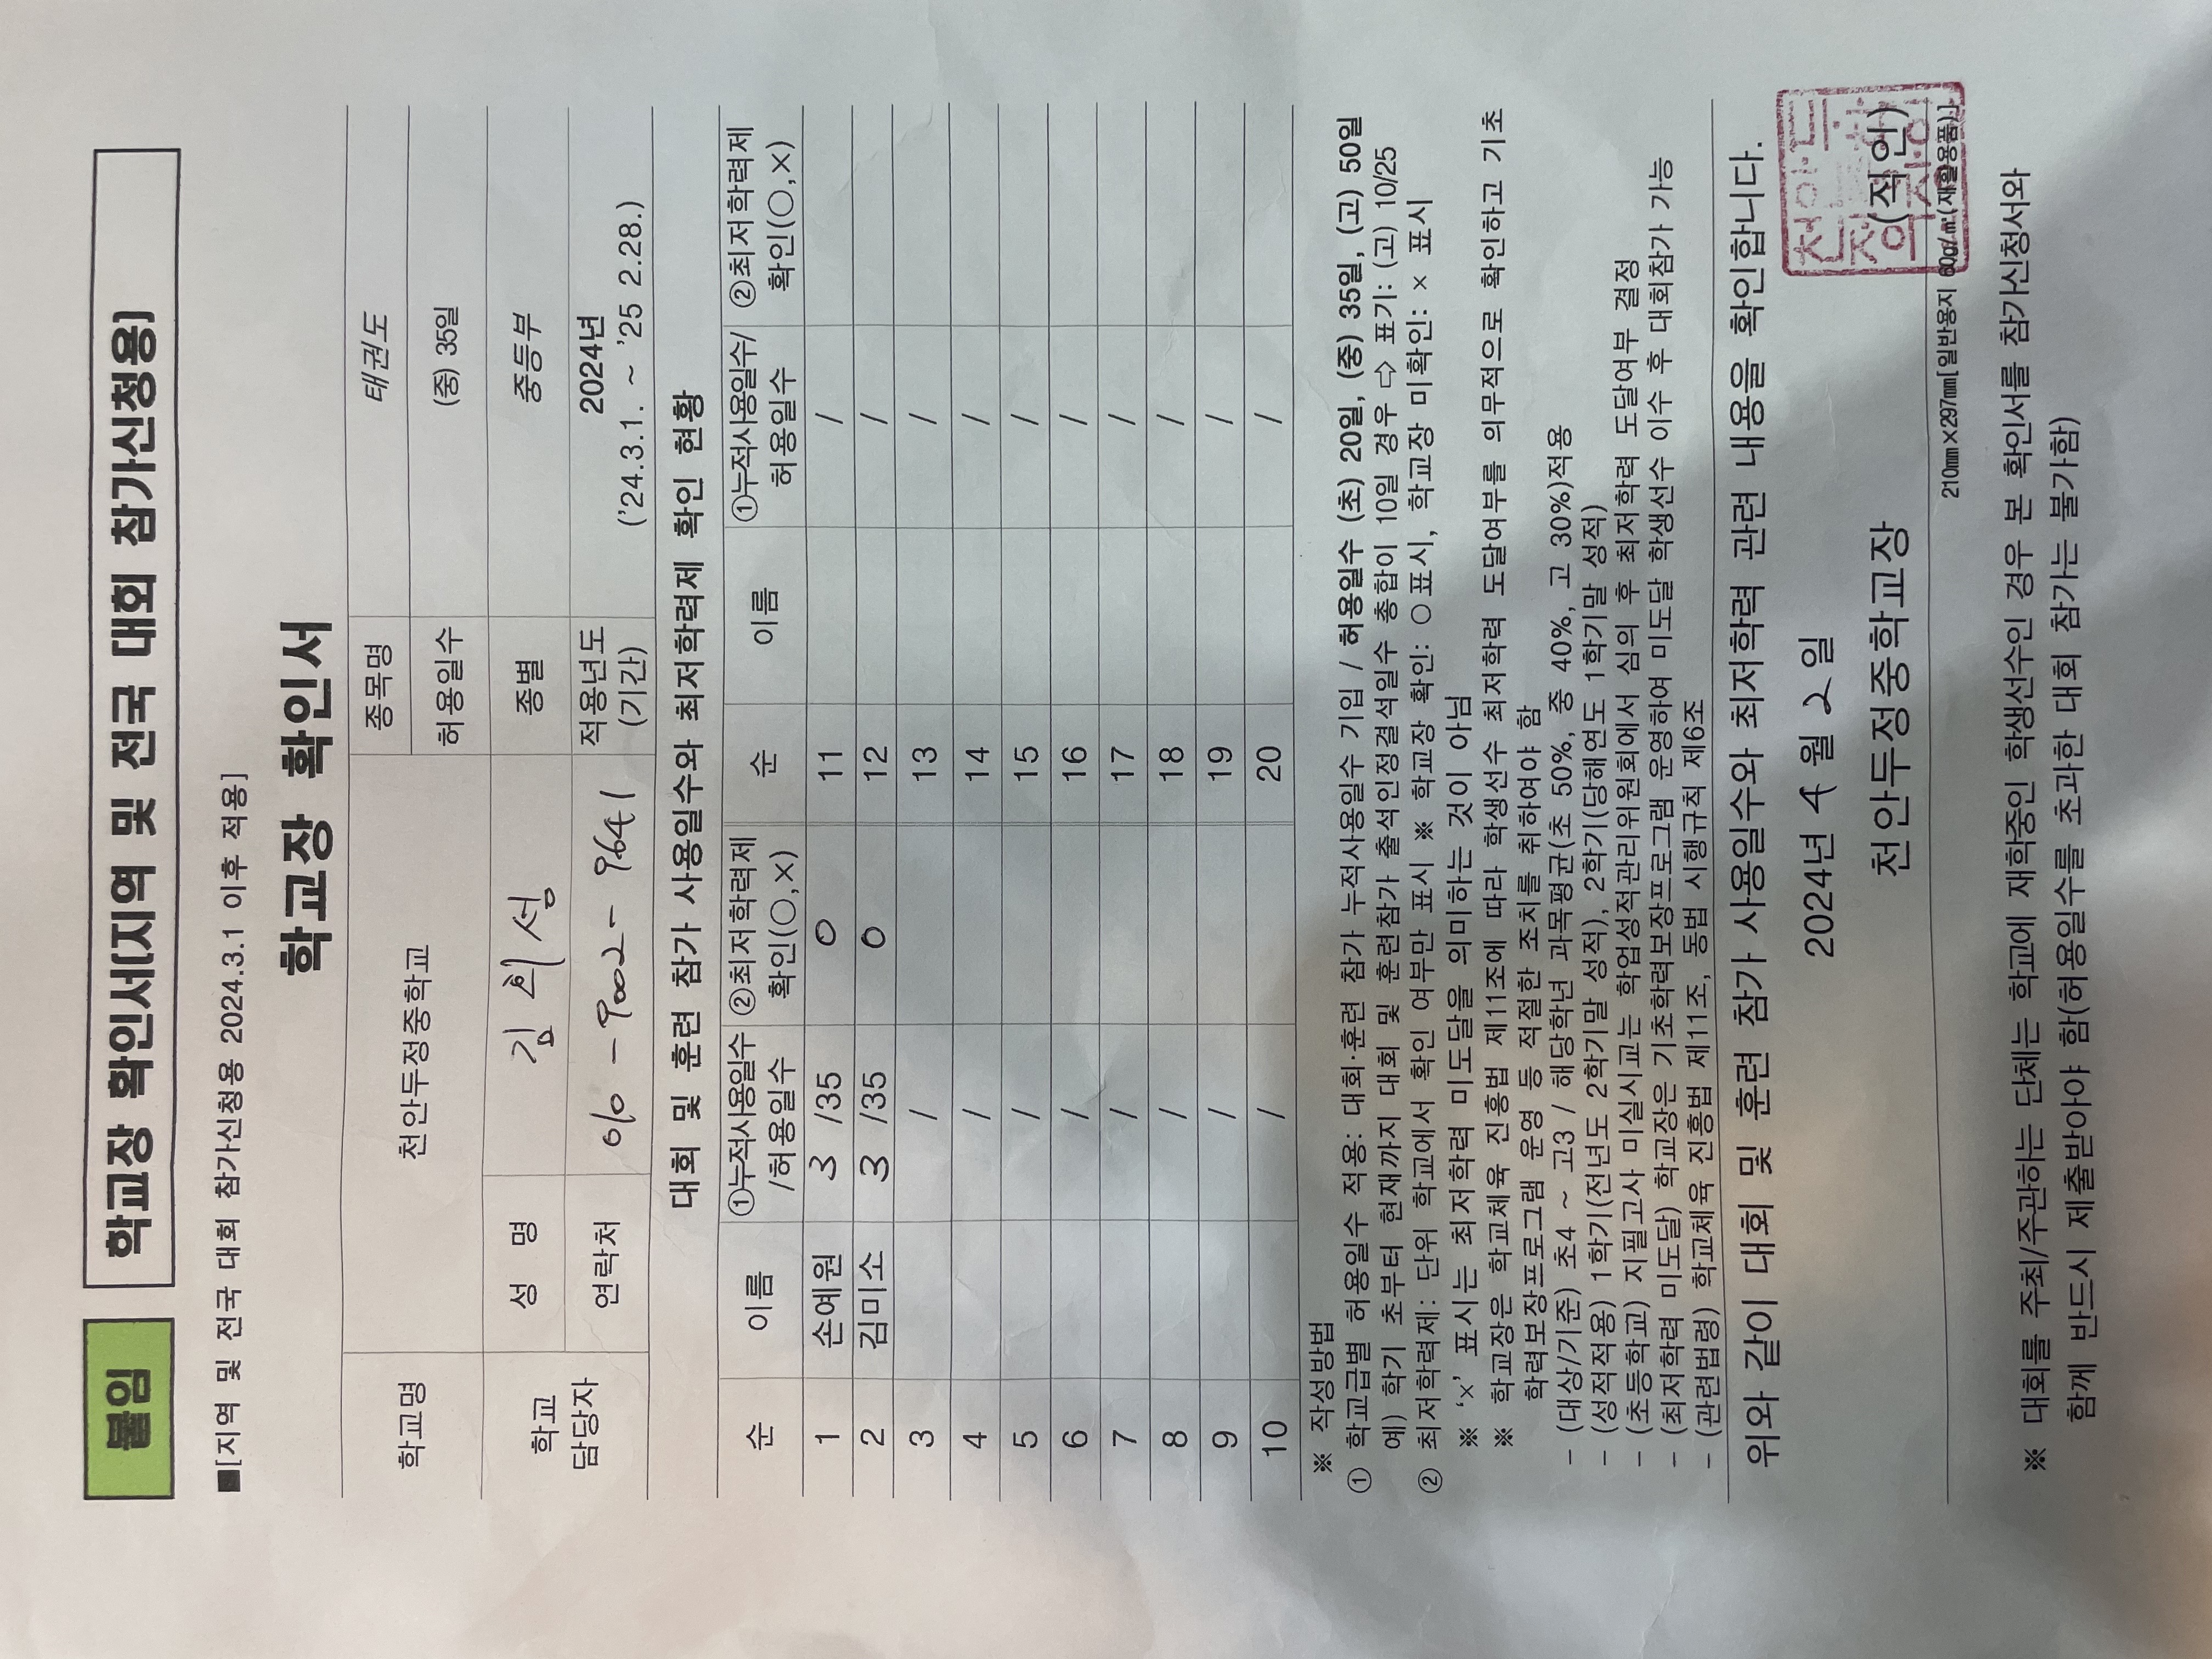 붙임
학교장 확인서[지역 및 전국 대회 참가신청용]
■[지역 및 전국 대회 참가신청용 2024.3.1 이후 적용]
학교장 확인서
학교명 천안두정중학교 종목명 태권도
허용일수 (중) 35일
학교 담당자 성 명 김희성 종별 중등부
연락처 010-9002-9641 적용년도 (기간) 2024년 ('24.3.1. ~ '25 2.28.)
대회 및 훈련 참가 사용일수와 최저학력제 확인 현황
순 이름 ①누적사용일수/허용일수 ②최저학력제 확인(○,×) 순 이름 ①누적사용일수/허용일수 ②최저학력제 확인(○,×)
1 손예원 3 /35 ○ 11 /
2 김미소 3 /35 ○ 12 /
3 / 13 /
4 / 14 /
5 / 15 /
6 / 16 /
7 / 17 /
8 / 18 /
9 / 19 /
10 / 20 /
※ 작성방법
① 학교급별 허용일수 적용: 대회·훈련 참가 누적사용일수 기입 / 허용일수 (초) 20일, (중) 35일, (고) 50일
예) 학기 초부터 현재까지 대회 및 훈련참가 출석인정결석일수 총합이 10일 경우 ⇨ 표기: (고) 10/25
② 최저학력제: 단위 학교에서 확인 여부만 표시 ※ 학교장 확인: ○표시, 학교장 미확인: × 표시
※ '×' 표시는 최저학력 미도달을 의미하는 것이 아님
※ 학교장은 학교체육 진흥법 제11조에 따라 학생선수 최저학력 도달여부를 의무적으로 확인하고 기초
학력보장프로그램 운영 등 적절한 조치를 취하여야 함
- (대상/기준) 초4 ~ 고3 / 해당학년 과목평균(초 50%, 중 40%, 고 30%)적용
- (성적적용) 1학기(전년도 2학기말 성적), 2학기(당해연도 1학기말 성적)
- (초등학교) 지필고사 미실시교는 학업성적관리위원회에서 심의 후 최저학력 도달여부 결정
- (최저학력 미도달) 학교장은 기초학력보장프로그램 운영하여 미도달 학생선수 이수 후 대회참가 가능
- (관련법령) 학교체육 진흥법 제11조, 동법 시행규칙 제6조
위와 같이 대회 및 훈련 참가 사용일수와 최저학력 관련 내용을 확인합니다.
2024년 4 월 2 일
천안두정중학교장 (직인)
210㎜×297㎜[일반용지 60g/㎡(재활용품)]
※ 대회를 주최/주관하는 단체는 학교에 재학중인 학생선수인 경우 본 확인서를 참가신청서와
함께 반드시 제출받아야 함(허용일수를 초과한 대회 참가는 불가함)